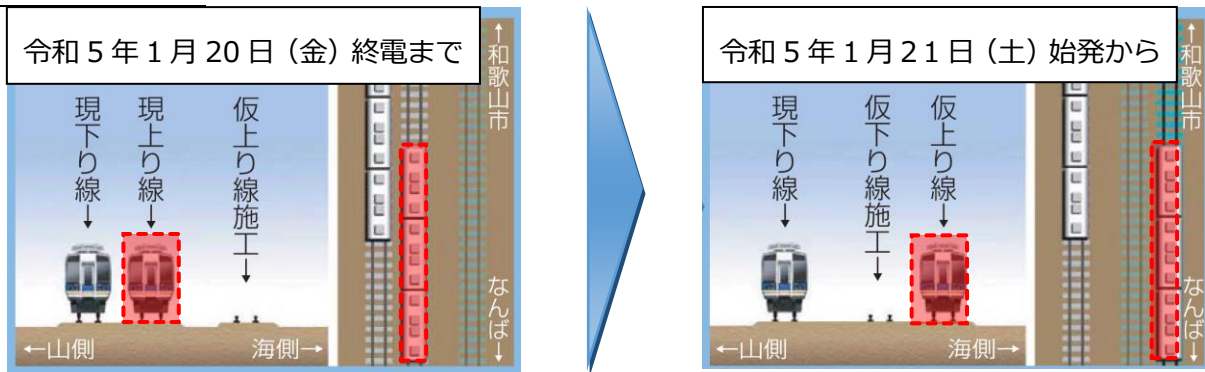 令和５年１月 20 日（金）終電まで
現下り線→
現上り線→
仮上り線施工→
←山側
海側→
←和歌山市
なんば→
令和５年１月２１日（土）始発から
現下り線→
仮下り線施工→
仮上り線→
←山側
海側→
←和歌山市
なんば→